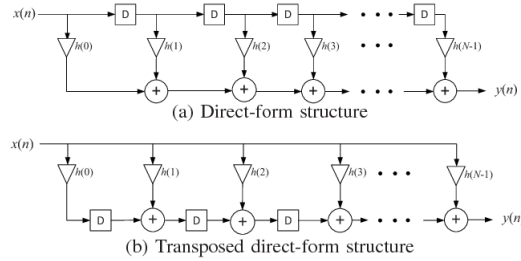 x(n) D D D • • • D
h(0) h(1) h(2) h(3) • • • h(N-1)
+ + + • • • + y(n)
(a) Direct-form structure
x(n)
h(0) h(1) h(2) h(3) • • • h(N-1)
D + D + D + • • • + y(n
(b) Transposed direct-form structure